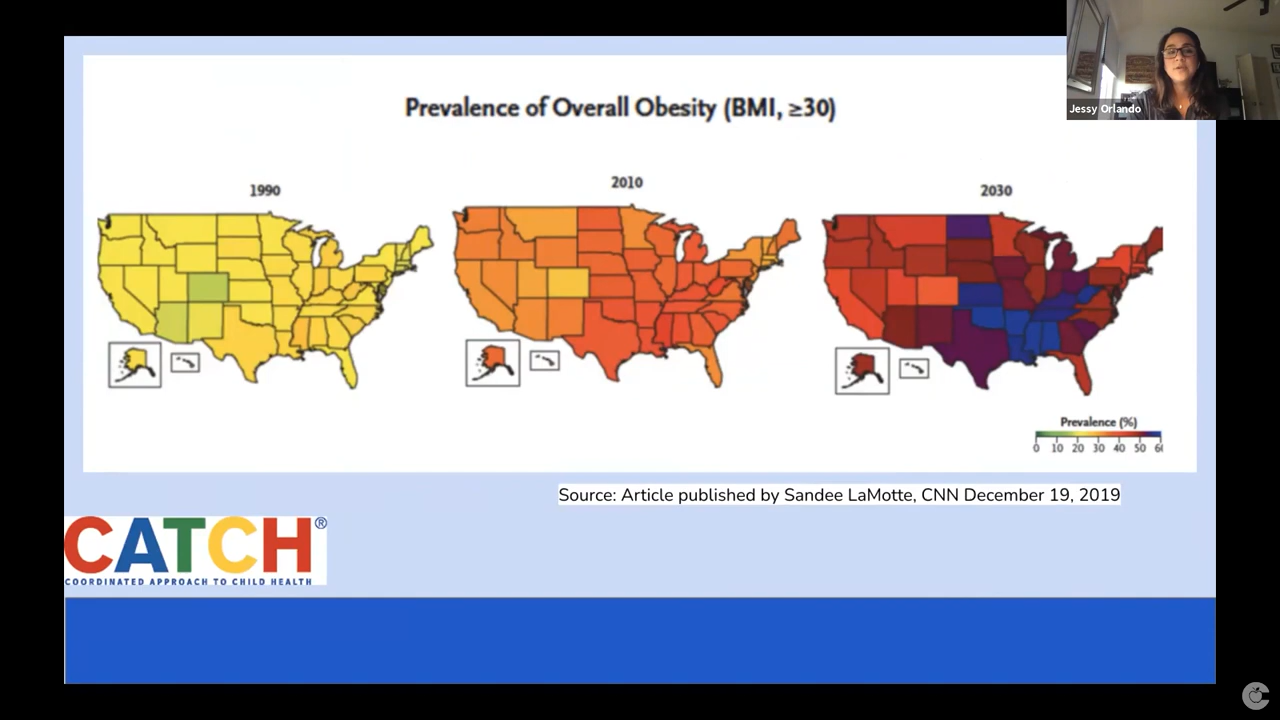 Jessy Orlando
Prevalence of Overall Obesity (BMI, ≥30)
1990
2010
2030
Prevalence (%)
0 10 20 30 40 50 6
Source: Article published by Sandee LaMotte, CNN December 19, 2019
CATCH®
COORDINATED APPROACH TO CHILD HEALTH